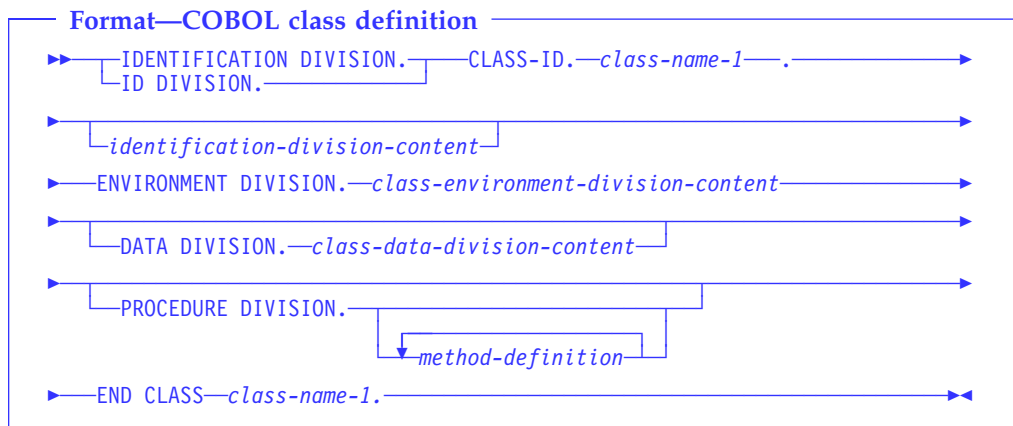 Format—COBOL class definition
IDENTIFICATION DIVISION. CLASS-ID. class-name-1 .
ID DIVISION.
identification-division-content
ENVIRONMENT DIVISION. class-environment-division-content
DATA DIVISION. class-data-division-content
PROCEDURE DIVISION.
method-definition
END CLASS class-name-1.